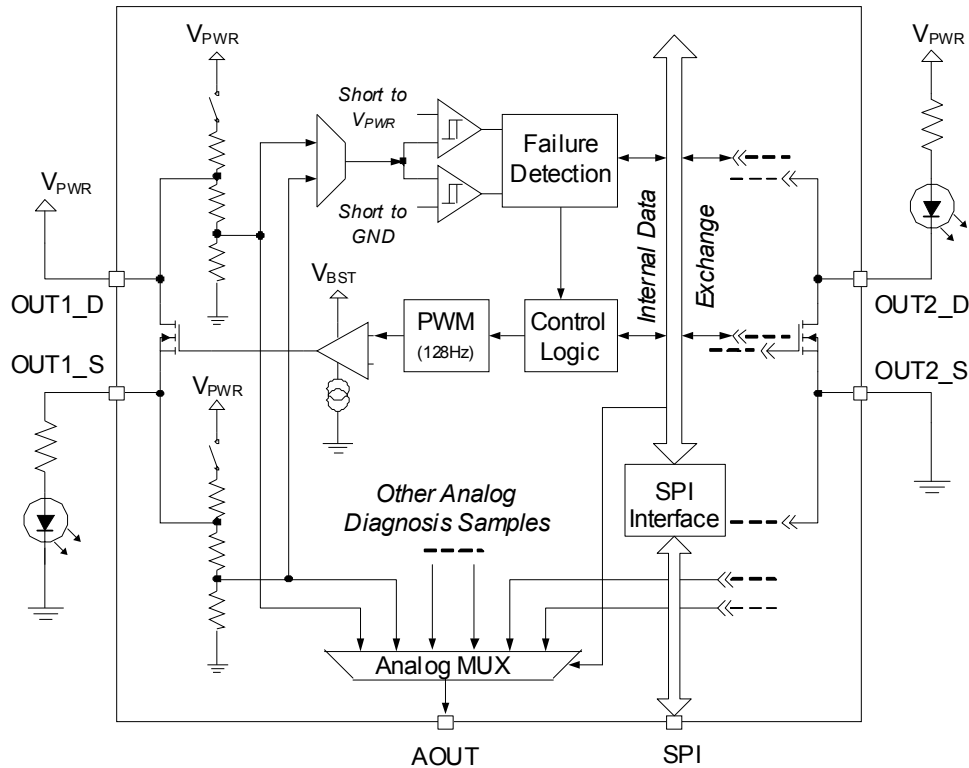 VPWR
VPWR
Short to
VPWR
Failure
Detection
VPWR
Short to
GND
Internal Data
Exchange
OUT1_D
OUT2_D
VBST
PWM
(128Hz)
Control
Logic
OUT1_S
OUT2_S
VPWR
Other Analog
Diagnosis Samples
SPI
Interface
Analog MUX
AOUT
SPI